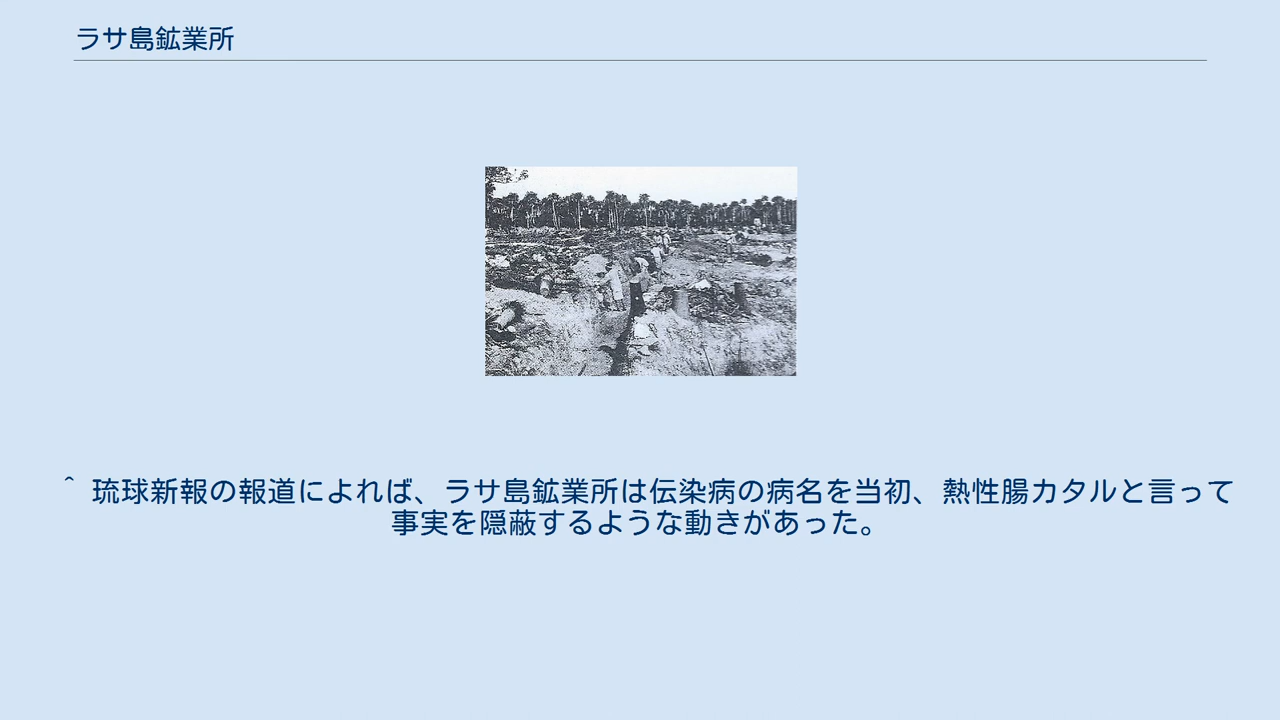 ラサ島鉱業所
^ 琉球新報の報道によれば、ラサ島鉱業所は伝染病の病名を当初、熱性腸カタルと言って
事実を隠蔽するような動きがあった。